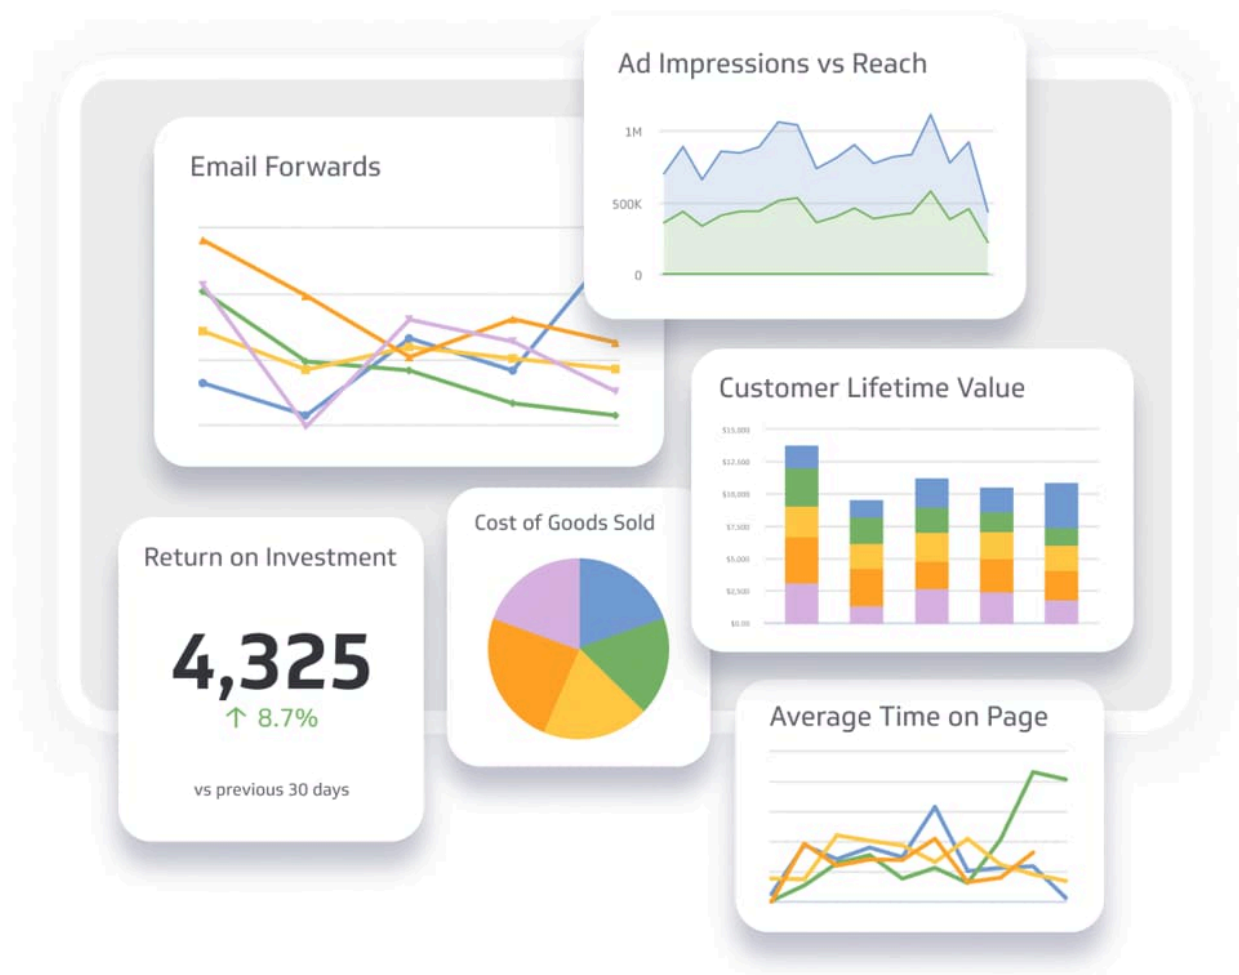 Ad Impressions vs Reach
1M
500K
0
Email Forwards
Customer Lifetime Value
$15,000
$12,500
$10,000
$7,500
$5,000
$2,500
$0.00
Cost of Goods Sold
Return on Investment
4,325
↑ 8.7%
vs previous 30 days
Average Time on Page